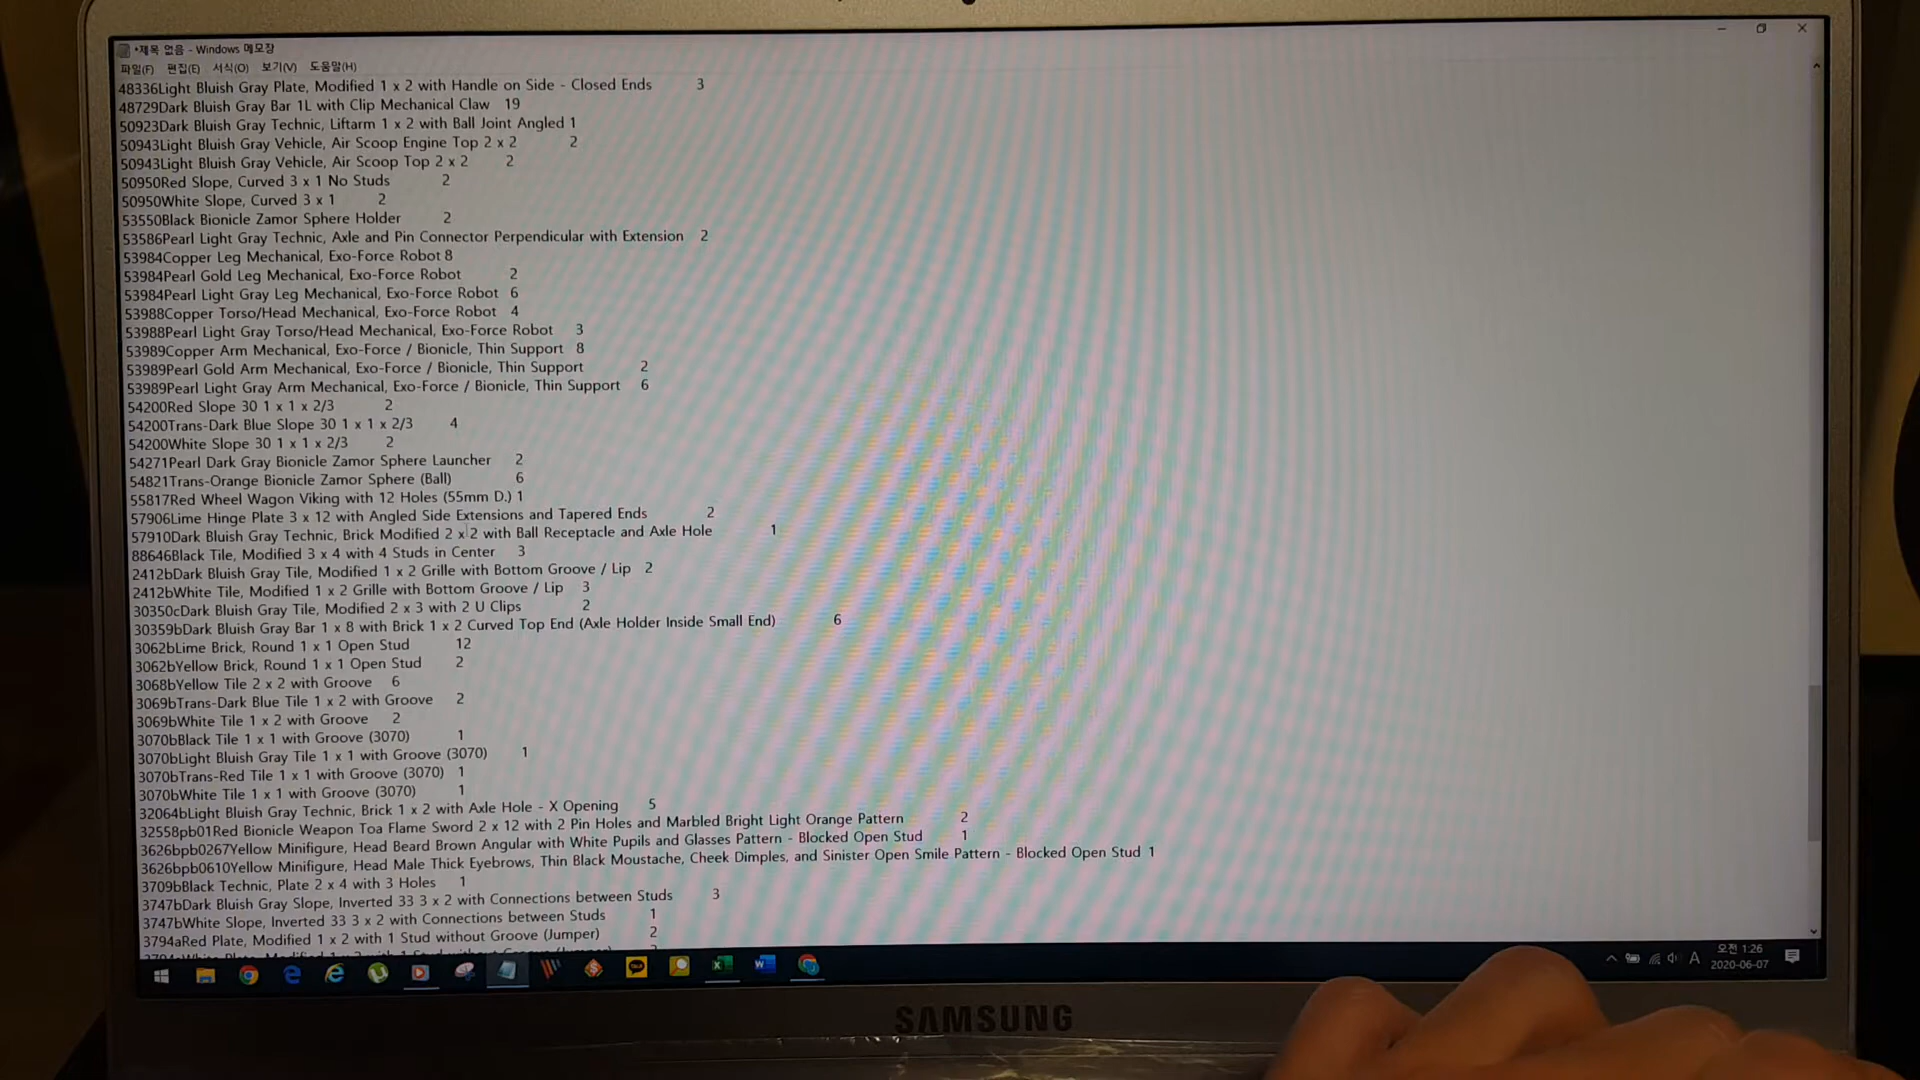 *제목 없음 - Windows 메모장
파일(F) 편집(E) 서식(O) 보기(V) 도움말(H)
48336Light Bluish Gray Plate, Modified 1 x 2 with Handle on Side - Closed Ends 3
48729Dark Bluish Gray Bar 1L with Clip Mechanical Claw 19
50923Dark Bluish Gray Technic, Liftarm 1 x 2 with Ball Joint Angled 1
50943Light Bluish Gray Vehicle, Air Scoop Engine Top 2 x 2 2
50943Light Bluish Gray Vehicle, Air Scoop Top 2 x 2 2
50950Red Slope, Curved 3 x 1 No Studs 2
50950White Slope, Curved 3 x 1 2
53550Black Bionicle Zamor Sphere Holder 2
53586Pearl Light Gray Technic, Axle and Pin Connector Perpendicular with Extension 2
53984Copper Leg Mechanical, Exo-Force Robot 8
53984Pearl Gold Leg Mechanical, Exo-Force Robot 2
53984Pearl Light Gray Leg Mechanical, Exo-Force Robot 6
53988Copper Torso/Head Mechanical, Exo-Force Robot 4
53988Pearl Light Gray Torso/Head Mechanical, Exo-Force Robot 3
53989Copper Arm Mechanical, Exo-Force / Bionicle, Thin Support 8
53989Pearl Gold Arm Mechanical, Exo-Force / Bionicle, Thin Support 2
53989Pearl Light Gray Arm Mechanical, Exo-Force / Bionicle, Thin Support 6
54200Red Slope 30 1 x 1 x 2/3 2
54200Trans-Dark Blue Slope 30 1 x 1 x 2/3 4
54200White Slope 30 1 x 1 x 2/3 2
54271Pearl Dark Gray Bionicle Zamor Sphere Launcher 2
54821Trans-Orange Bionicle Zamor Sphere (Ball) 6
55817Red Wheel Wagon Viking with 12 Holes (55mm D.) 1
57906Lime Hinge Plate 3 x 12 with Angled Side Extensions and Tapered Ends 2
57910Dark Bluish Gray Technic, Brick Modified 2 x 2 with Ball Receptacle and Axle Hole 1
88646Black Tile, Modified 3 x 4 with 4 Studs in Center 3
2412bDark Bluish Gray Tile, Modified 1 x 2 Grille with Bottom Groove / Lip 2
2412bWhite Tile, Modified 1 x 2 Grille with Bottom Groove / Lip 3
30350cDark Bluish Gray Tile, Modified 2 x 3 with 2 U Clips 2
30359bDark Bluish Gray Bar 1 x 8 with Brick 1 x 2 Curved Top End (Axle Holder Inside Small End) 6
3062bLime Brick, Round 1 x 1 Open Stud 12
3062bYellow Brick, Round 1 x 1 Open Stud 2
3068bYellow Tile 2 x 2 with Groove 6
3069bTrans-Dark Blue Tile 1 x 2 with Groove 2
3069bWhite Tile 1 x 2 with Groove 2
3070bBlack Tile 1 x 1 with Groove (3070) 1
3070bLight Bluish Gray Tile 1 x 1 with Groove (3070) 1
3070bTrans-Red Tile 1 x 1 with Groove (3070) 1
3070bWhite Tile 1 x 1 with Groove (3070) 1
32064bLight Bluish Gray Technic, Brick 1 x 2 with Axle Hole - X Opening 5
32558pb01Red Bionicle Weapon Toa Flame Sword 2 x 12 with 2 Pin Holes and Marbled Bright Light Orange Pattern 2
3626bpb0267Yellow Minifigure, Head Beard Brown Angular with White Pupils and Glasses Pattern - Blocked Open Stud 1
3626bpb0610Yellow Minifigure, Head Male Thick Eyebrows, Thin Black Moustache, Cheek Dimples, and Sinister Open Smile Pattern - Blocked Open Stud 1
3709bBlack Technic, Plate 2 x 4 with 3 Holes 1
3747bDark Bluish Gray Slope, Inverted 33 3 x 2 with Connections between Studs 3
3747bWhite Slope, Inverted 33 3 x 2 with Connections between Studs 1
3794aRed Plate, Modified 1 x 2 with 1 Stud without Groove (Jumper) 2
A 오전 1:26
2020-06-07
SAMSUNG